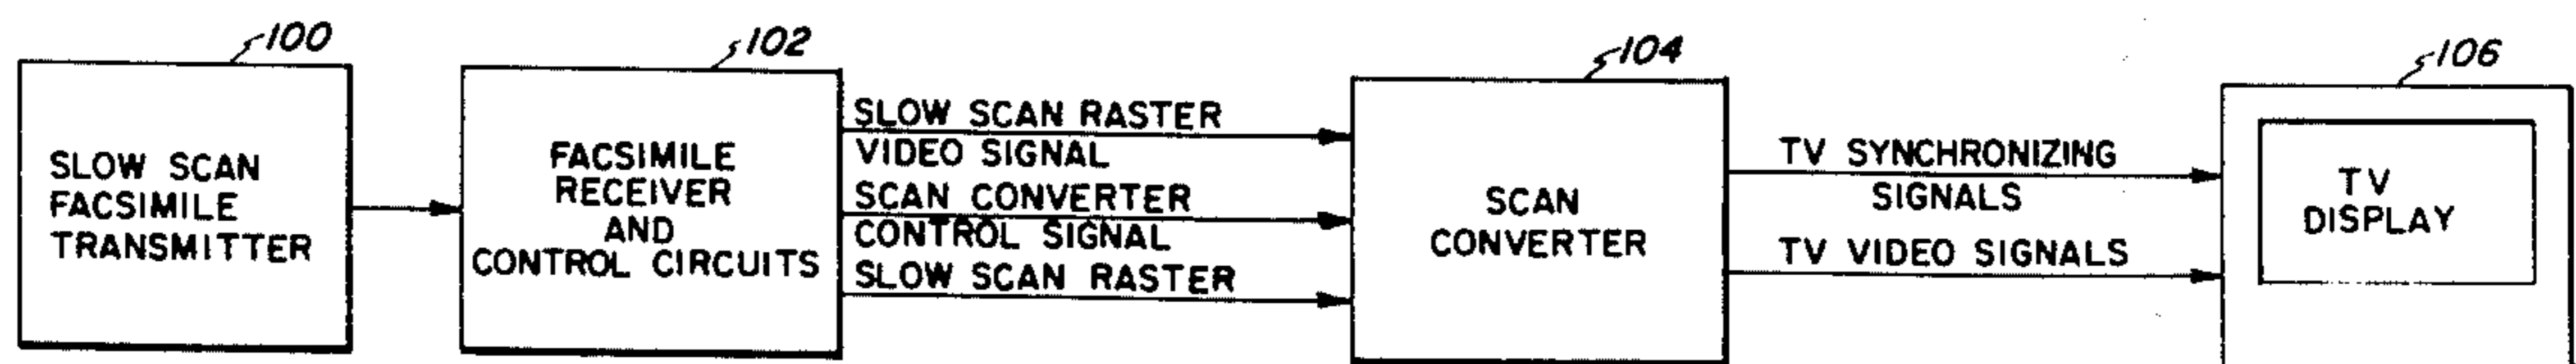 100
SLOW SCAN
FACSIMILE
TRANSMITTER
102
FACSIMILE
RECEIVER
AND
CONTROL CIRCUITS
SLOW SCAN RASTER
VIDEO SIGNAL
SCAN CONVERTER
CONTROL SIGNAL
SLOW SCAN RASTER
104
SCAN
CONVERTER
TV SYNCHRONIZING
SIGNALS
TV VIDEO SIGNALS
106
TV
DISPLAY